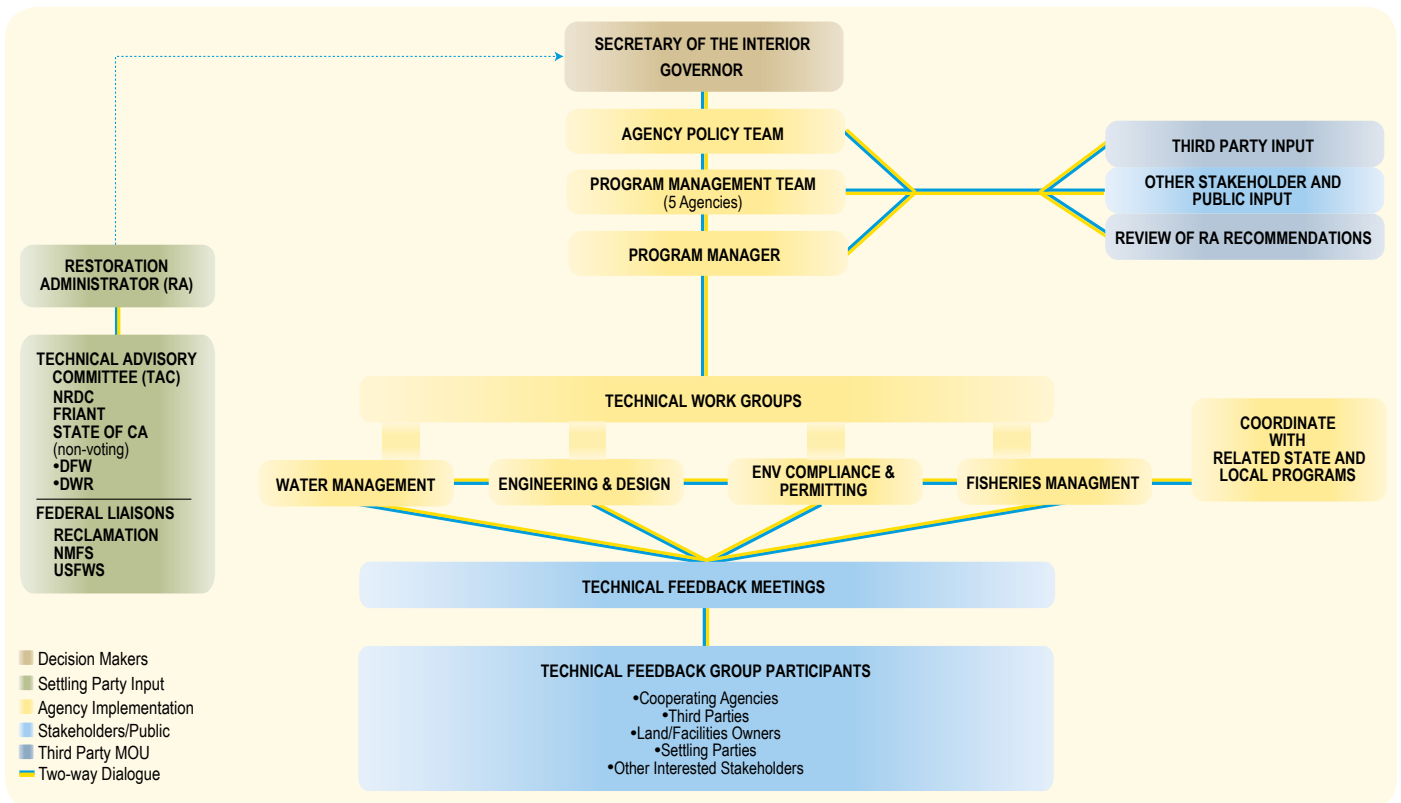 SECRETARY OF THE INTERIOR
GOVERNOR
AGENCY POLICY TEAM
PROGRAM MANAGEMENT TEAM
(5 Agencies)
PROGRAM MANAGER
THIRD PARTY INPUT
OTHER STAKEHOLDER AND
PUBLIC INPUT
REVIEW OF RA RECOMMENDATIONS
RESTORATION
ADMINISTRATOR (RA)
TECHNICAL ADVISORY
COMMITTEE (TAC)
NRDC
FRIANT
STATE OF CA
(non-voting)
•DFW
•DWR
FEDERAL LIAISONS
RECLAMATION
NMFS
USFWS
TECHNICAL WORK GROUPS
WATER MANAGEMENT
ENGINEERING & DESIGN
ENV COMPLIANCE &
PERMITTING
FISHERIES MANAGMENT
COORDINATE
WITH
RELATED STATE AND
LOCAL PROGRAMS
TECHNICAL FEEDBACK MEETINGS
TECHNICAL FEEDBACK GROUP PARTICIPANTS
•Cooperating Agencies
•Third Parties
•Land/Facilities Owners
•Settling Parties
•Other Interested Stakeholders
Decision Makers
Settling Party Input
Agency Implementation
Stakeholders/Public
Third Party MOU
Two-way Dialogue